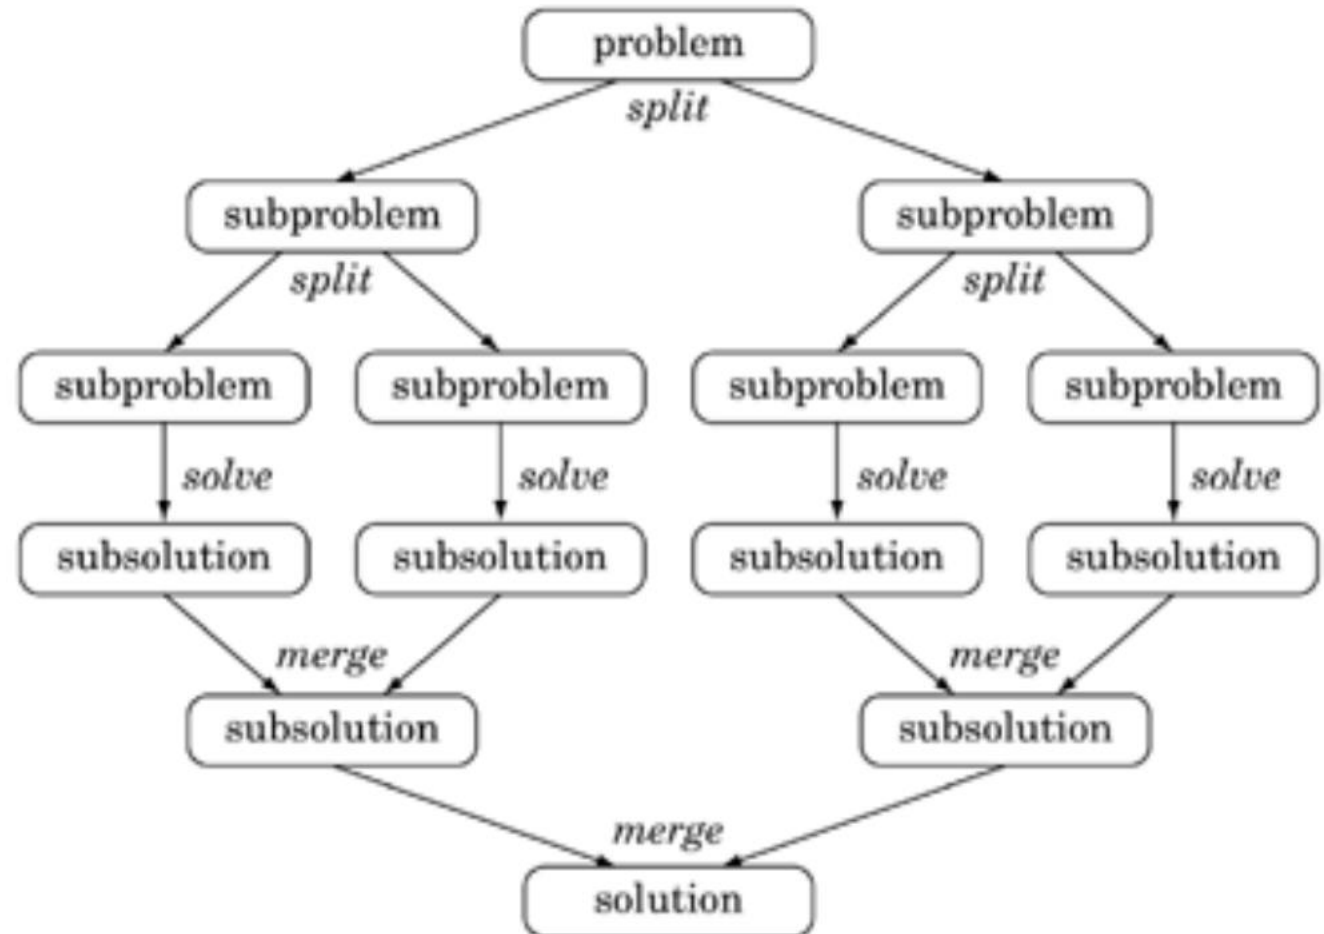 problem
split
subproblem subproblem
split split
subproblem subproblem subproblem subproblem
solve solve solve solve
subsolution subsolution subsolution subsolution
merge merge
subsolution subsolution
merge
solution